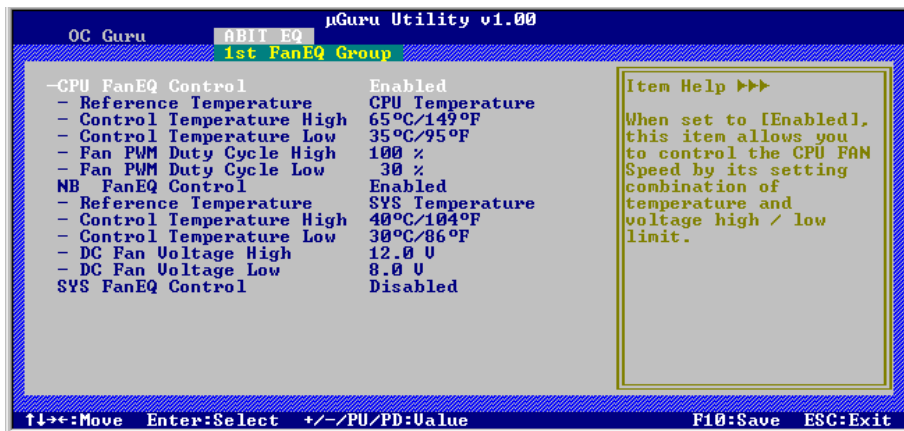 µGuru Utility v1.00
OC Guru ABIT EQ
1st FanEQ Group
-CPU FanEQ Control Enabled
- Reference Temperature CPU Temperature
- Control Temperature High 65ºC/149ºF
- Control Temperature Low 35ºC/95ºF
- Fan PWM Duty Cycle High 100 %
- Fan PWM Duty Cycle Low 30 %
NB FanEQ Control Enabled
- Reference Temperature SYS Temperature
- Control Temperature High 40ºC/104ºF
- Control Temperature Low 30ºC/86ºF
- DC Fan Voltage High 12.0 V
- DC Fan Voltage Low 8.0 V
SYS FanEQ Control Disabled
Item Help ▶▶▶
When set to [Enabled],
this item allows you
to control the CPU FAN
Speed by its setting
combination of
temperature and
voltage high / low
limit.
↑↓→←:Move Enter:Select +/-/PU/PD:Value F10:Save ESC:Exit